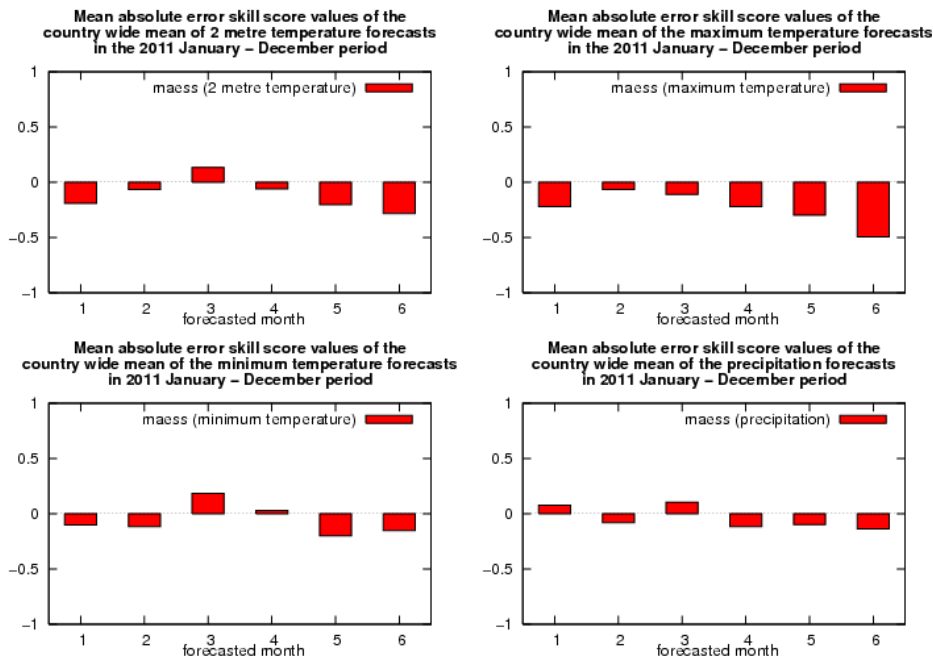 Mean absolute error skill score values of the
country wide mean of 2 metre temperature forecasts
in the 2011 January – December period
1
maess (2 metre temperature)
0.5
0
−0.5
−1
1 2 3 4 5 6
forecasted month
Mean absolute error skill score values of the
country wide mean of the maximum temperature forecasts
in the 2011 January – December period
1
maess (maximum temperature)
0.5
0
−0.5
−1
1 2 3 4 5 6
forecasted month
Mean absolute error skill score values of the
country wide mean of the minimum temperature forecasts
in 2011 January – December period
1
maess (minimum temperature)
0.5
0
−0.5
−1
1 2 3 4 5 6
forecasted month
Mean absolute error skill score values of the
country wide mean of the precipitation forecasts
in 2011 January – December period
1
maess (precipitation)
0.5
0
−0.5
−1
1 2 3 4 5 6
forecasted month